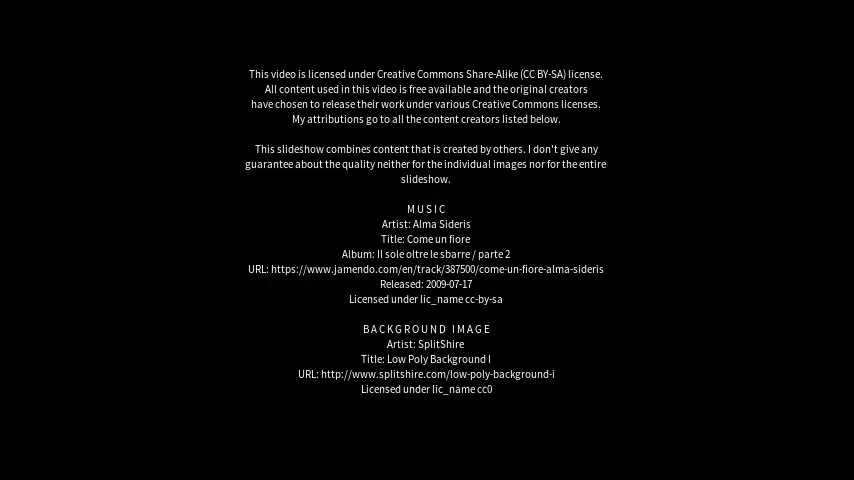 This video is licensed under Creative Commons Share-Alike (CC BY-SA) license.
All content used in this video is free available and the original creators
have chosen to release their work under various Creative Commons licenses.
My attributions go to all the content creators listed below.
This slideshow combines content that is created by others. I don't give any
guarantee about the quality neither for the individual images nor for the entire
slideshow.
M U S I C
Artist: Alma Sideris
Title: Come un fiore
Album: Il sole oltre le sbarre / parte 2
URL: https://www.jamendo.com/en/track/387500/come-un-fiore-alma-sideris
Released: 2009-07-17
Licensed under lic_name cc-by-sa
B A C K G R O U N D   I M A G E
Artist: SplitShire
Title: Low Poly Background I
URL: http://www.splitshire.com/low-poly-background-i
Licensed under lic_name cc0